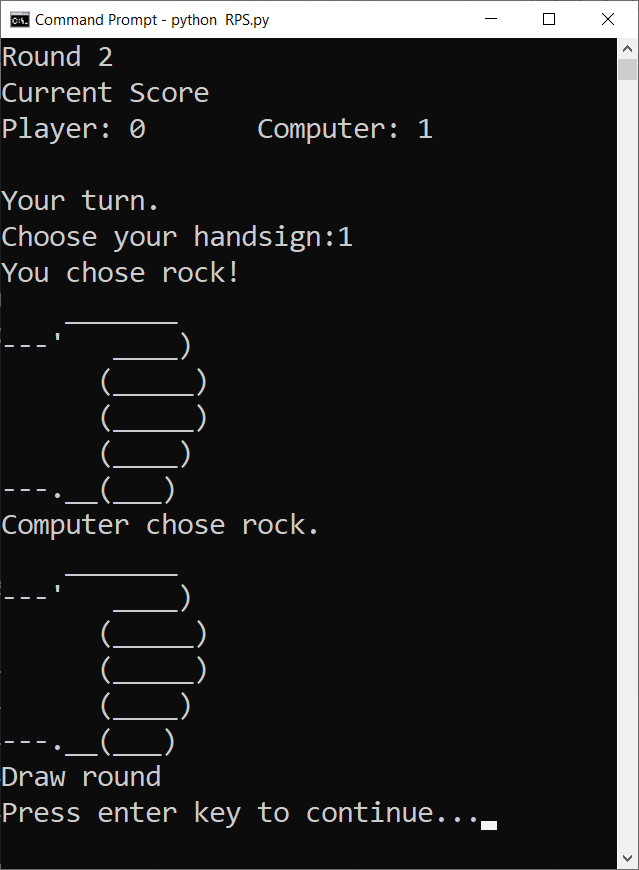 Command Prompt - python  RPS.py
Round 2
Current Score
Player: 0       Computer: 1

Your turn.
Choose your handsign:1
You chose rock!
    _______
---'   ____)
      (_____)
      (_____)
      (____)
---.__(___)
Computer chose rock.
    _______
---'   ____)
      (_____)
      (_____)
      (____)
---.__(___)
Draw round
Press enter key to continue...